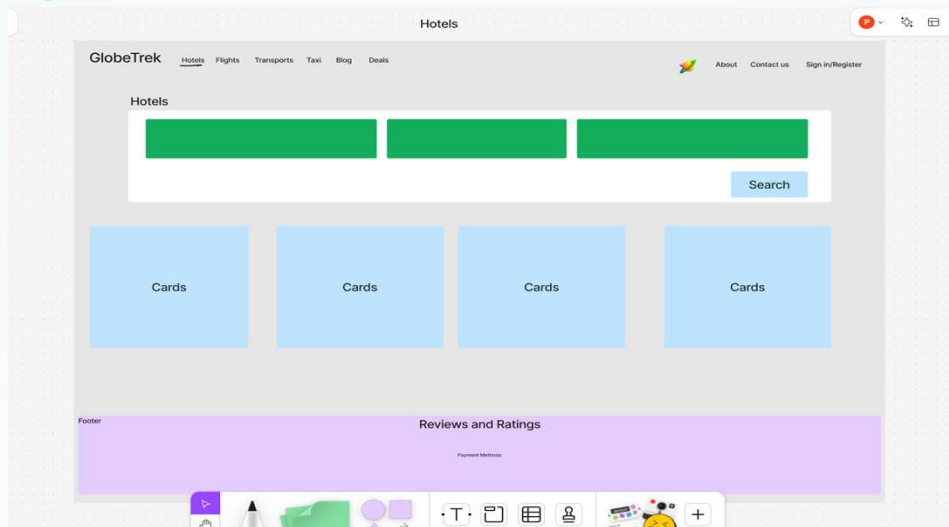 Hotels
P
GlobeTrek Hotels Flights Transports Taxi Blog Deals About Contact us Sign in/Register
Hotels
Search
Cards Cards Cards Cards
Footer
Reviews and Ratings
Payment Methods
T